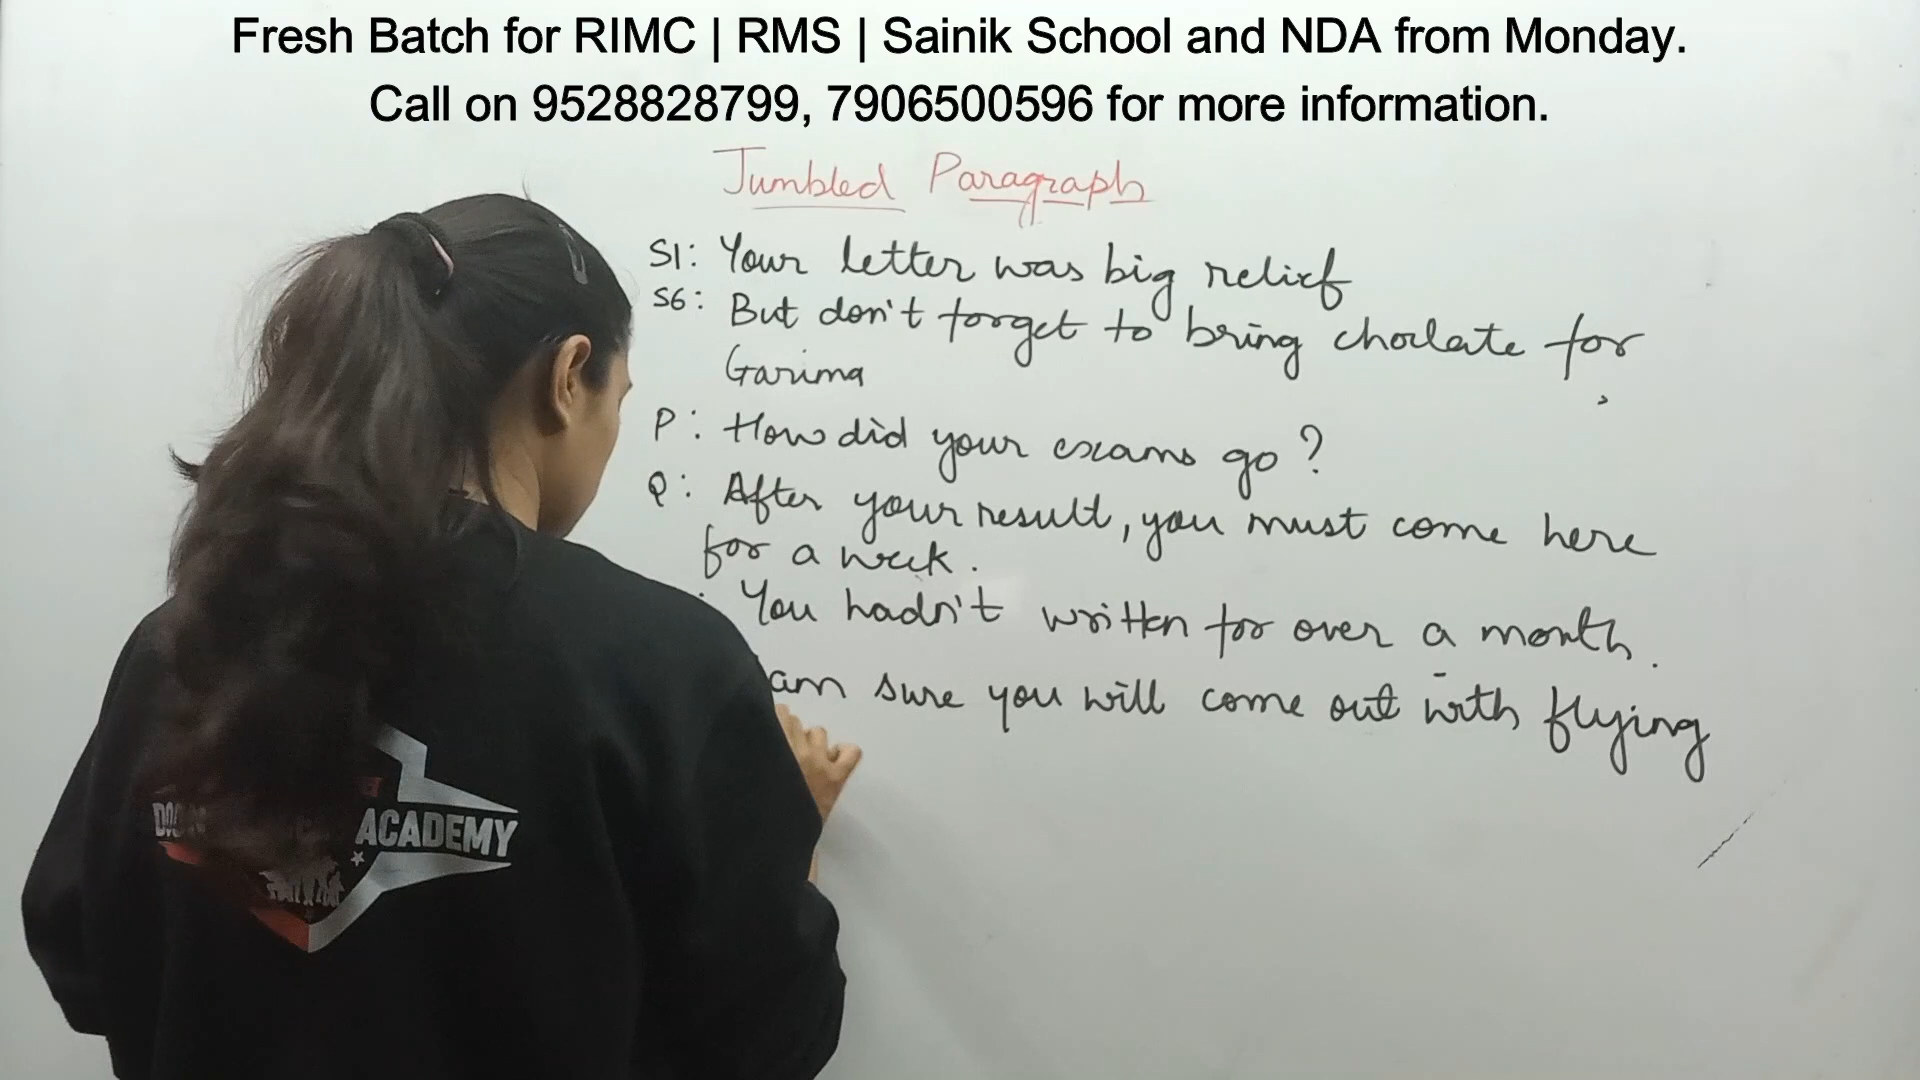 Fresh Batch for RIMC | RMS | Sainik School and NDA from Monday.
Call on 9528828799, 7906500596 for more information.
Jumbled Paragraph
S1: Your letter was big relief
S6: But don't forget to bring choclate for
Garima
P: How did your exams go?
Q: After your result, you must come here
for a week.
: You hadn't written for over a month.
am sure you will come out with flying
ACADEMY